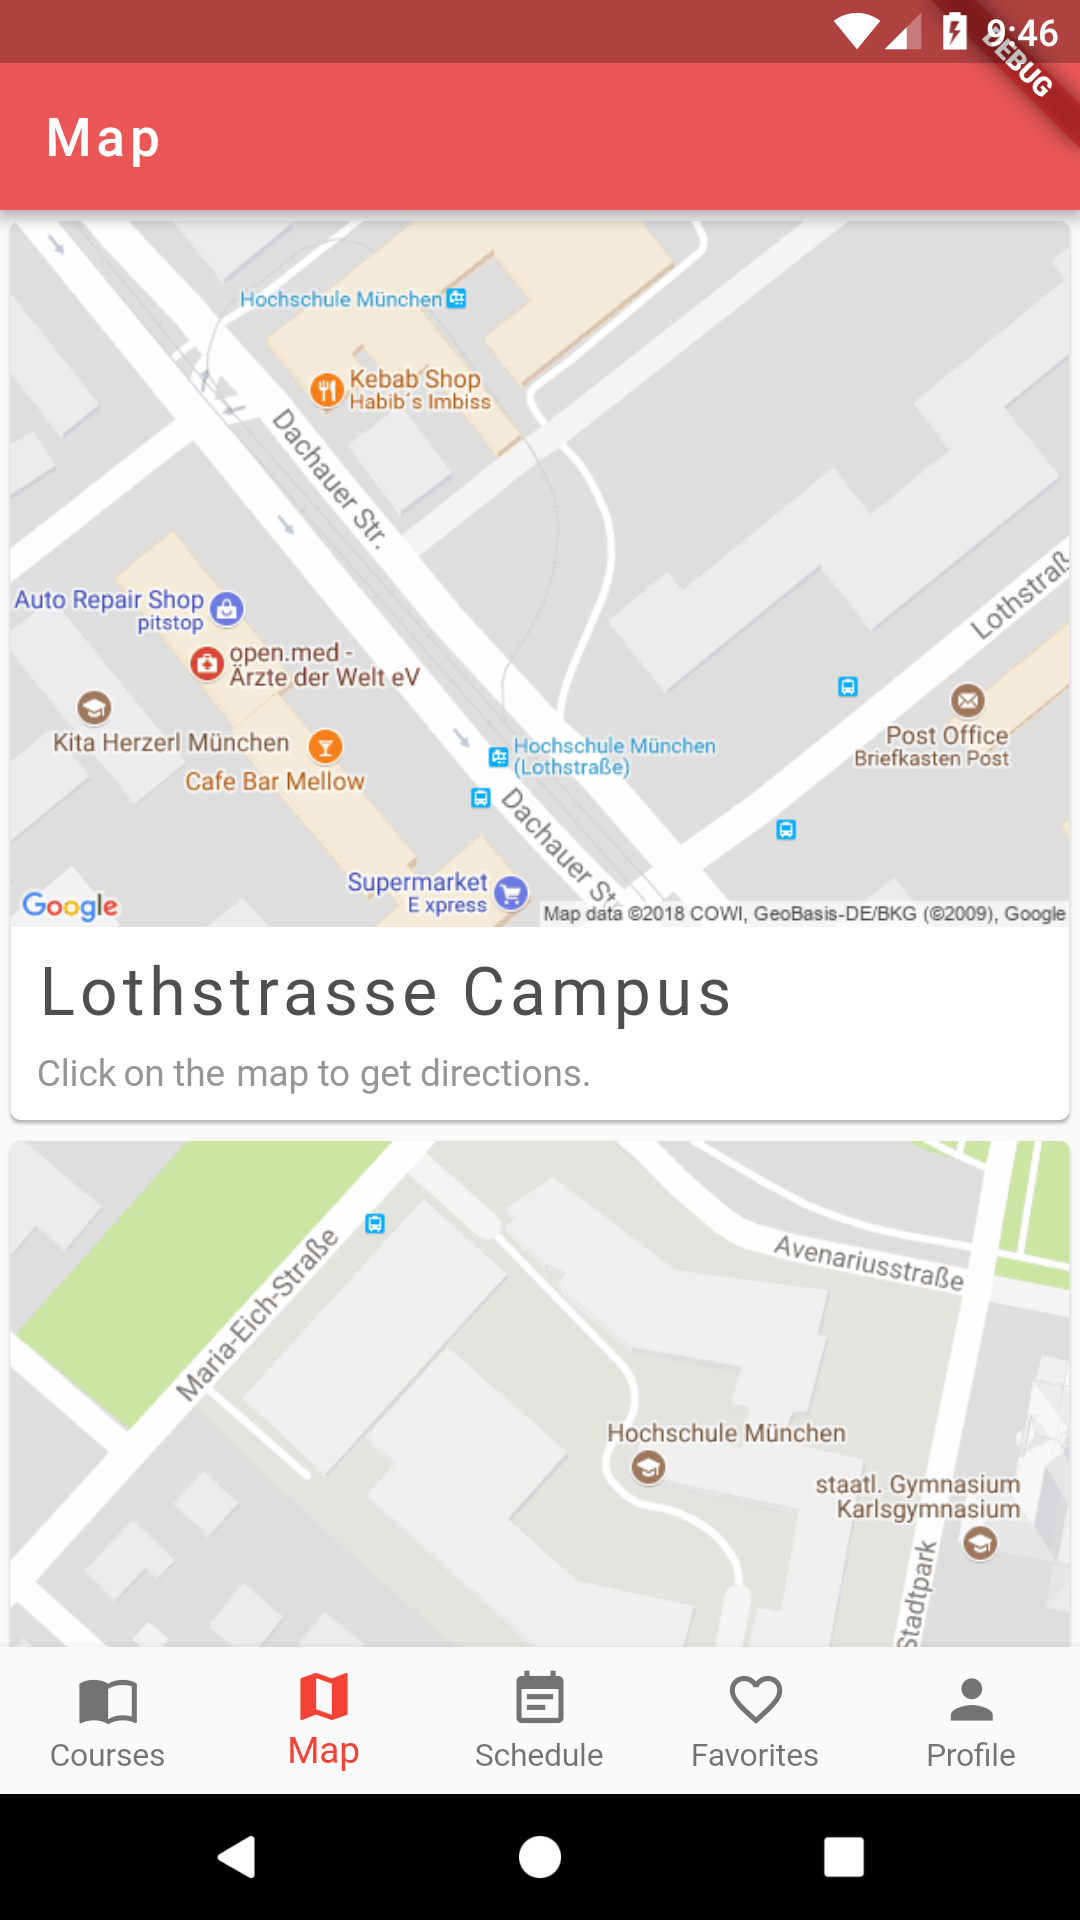 9:46
DEBUG
Map
Hochschule München
Kebab Shop
Habib´s Imbiss
Dachauer Str.
Lothstraß
Auto Repair Shop
pitstop
open.med -
Ärzte der Welt eV
Kita Herzerl München
Cafe Bar Mellow
Hochschule München
(Lothstraße)
Post Office
Briefkasten Post
Dachauer St
Supermarket
E xpress
Google
Map data ©2018 COWI, GeoBasis-DE/BKG (©2009), Google
Lothstrasse Campus
Click on the map to get directions.
Maria-Eich-Straße
Avenariusstraße
Hochschule München
staatl. Gymnasium
Karlsgymnasium
Stadtpark
Courses
Map
Schedule
Favorites
Profile